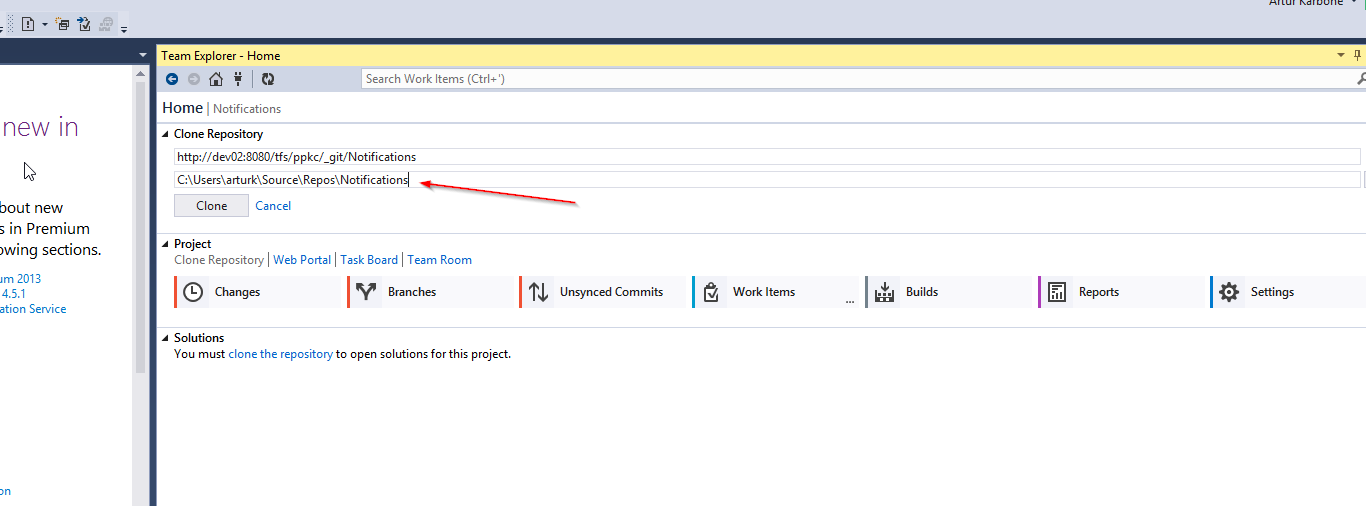 Artur Karbone
Team Explorer - Home
Search Work Items (Ctrl+')
Home | Notifications
new in
Clone Repository
http://dev02:8080/tfs/ppkc/_git/Notifications
C:\Users\arturk\Source\Repos\Notifications
Clone Cancel
bout new
s in Premium
owing sections.
Project
Clone Repository | Web Portal | Task Board | Team Room
um 2013
4.5.1
ation Service
Changes Branches Unsynced Commits Work Items ... Builds Reports Settings
Solutions
You must clone the repository to open solutions for this project.
on